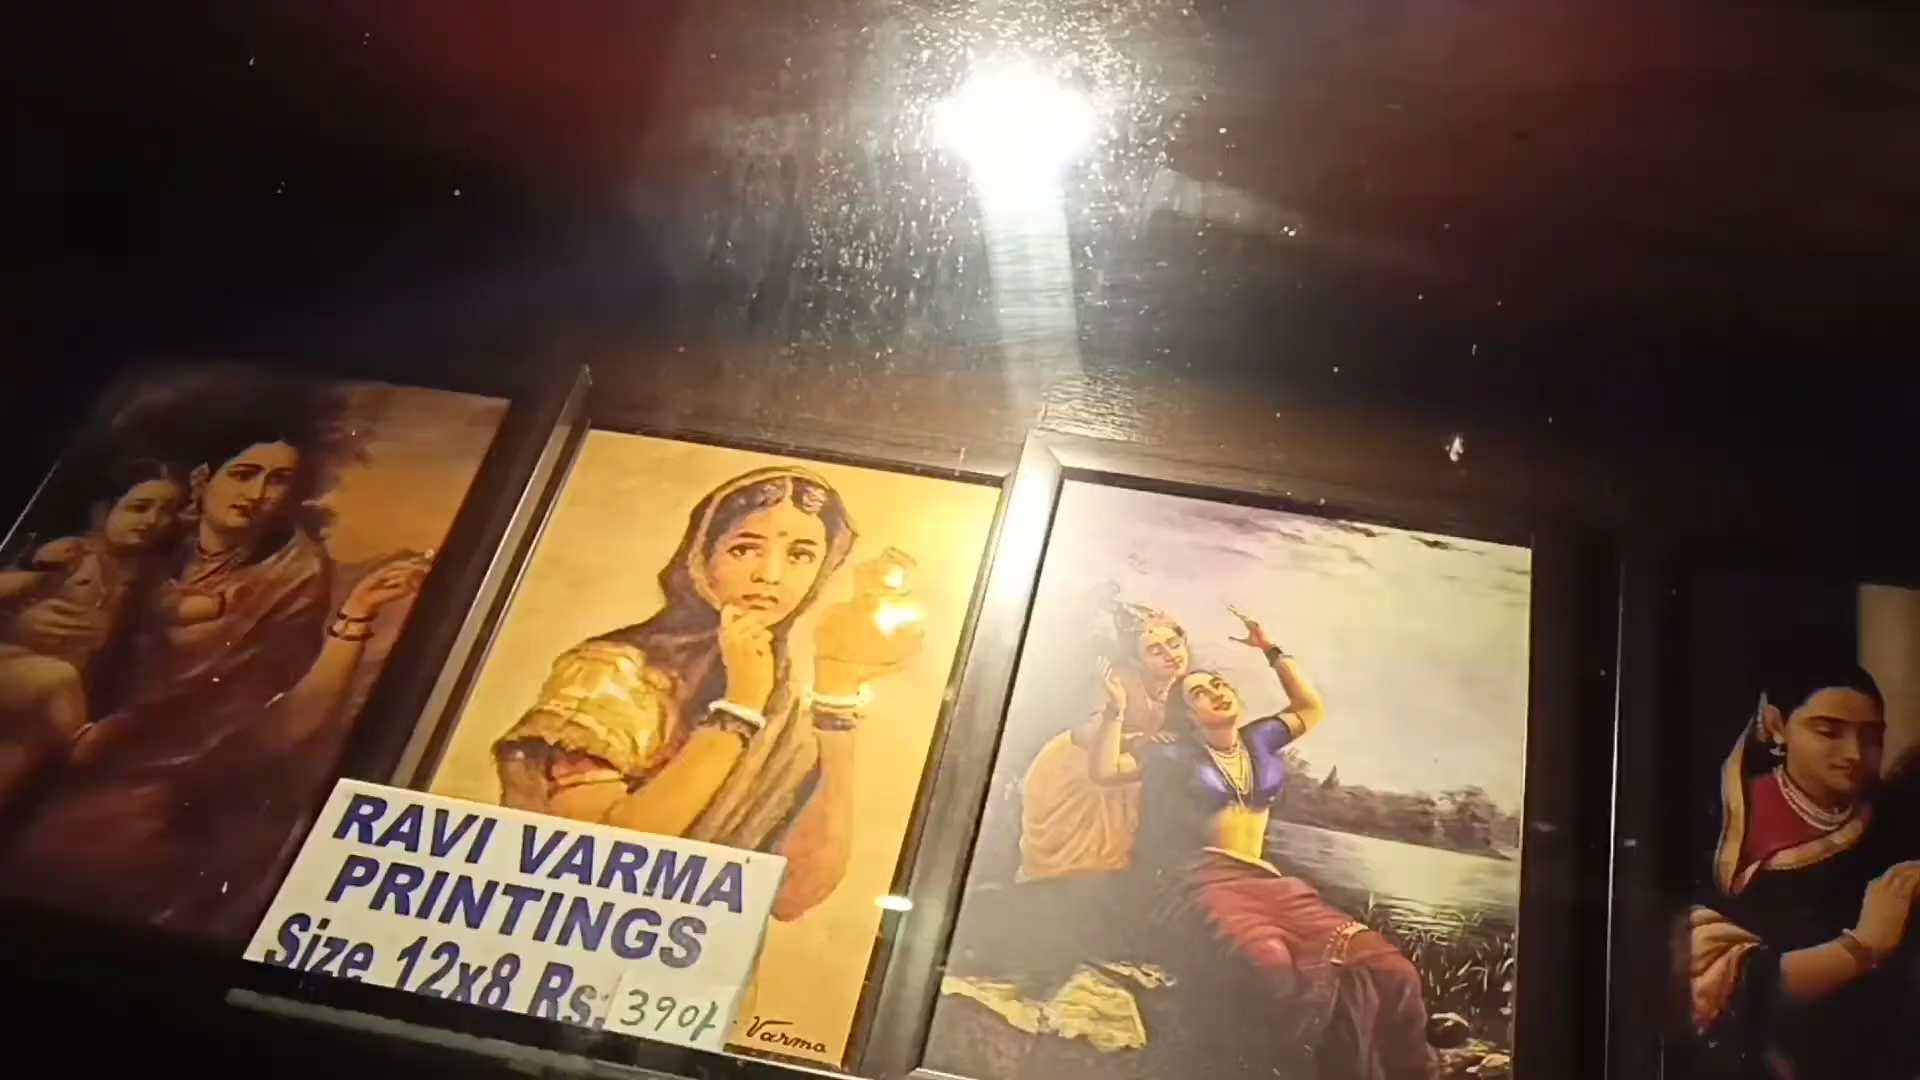 RAVI VARMA
PRINTINGS
Size 12x8 Rs. 390/-
Varma